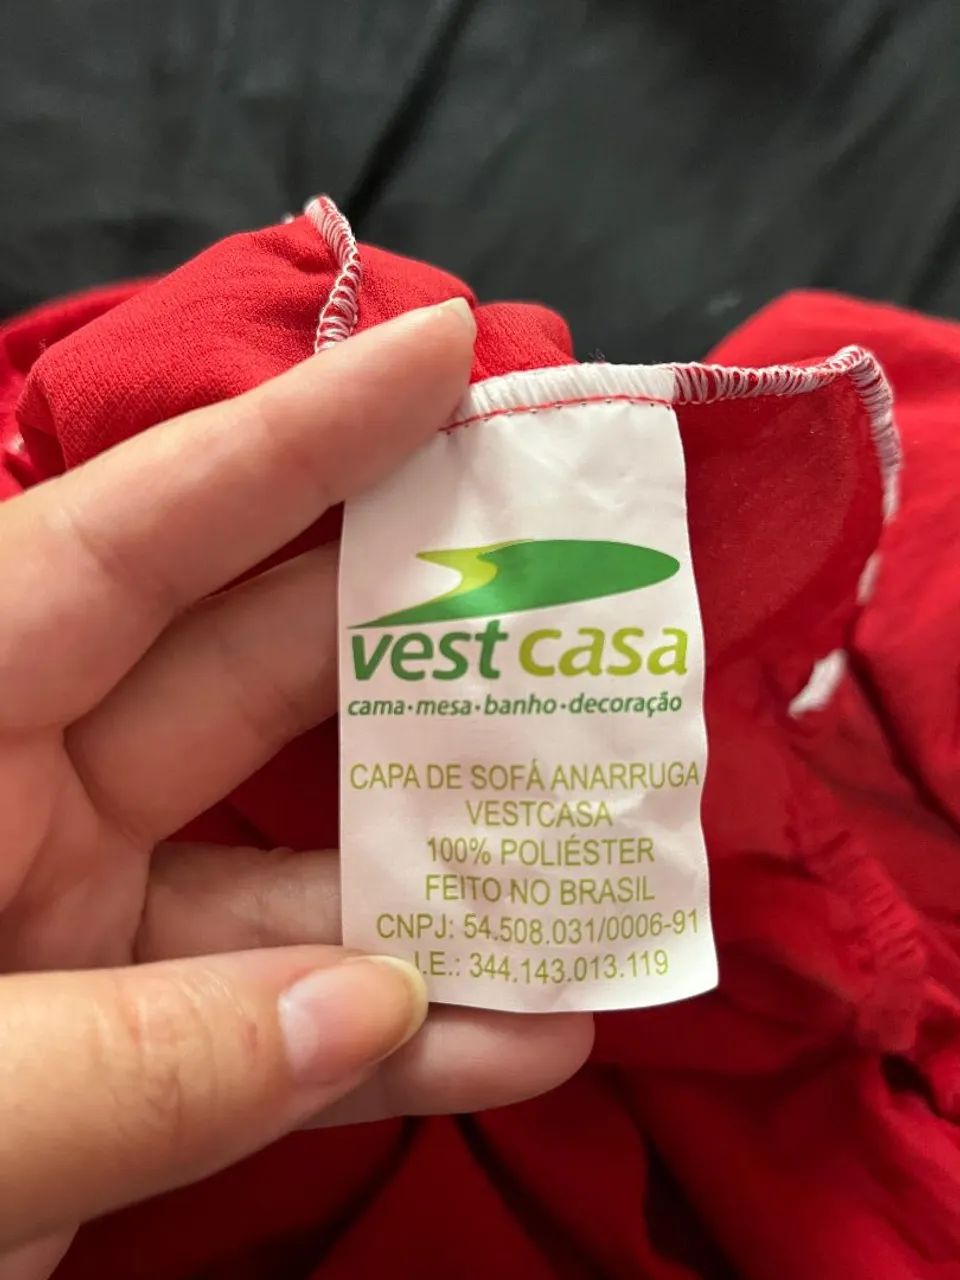 vest casa
cama·mesa·banho·decoração
CAPA DE SOFÁ ANARRUGA
VESTCASA
100% POLIÉSTER
FEITO NO BRASIL
CNPJ: 54.508.031/0006-91
I.E.: 344.143.013.119